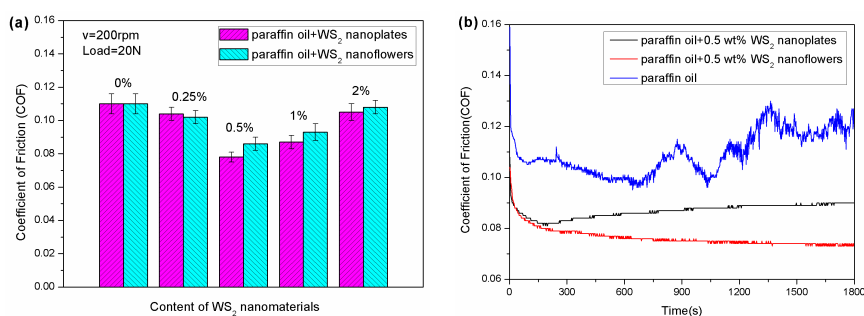 (a)
v=200rpm
Load=20N
paraffin oil+WS₂ nanoplates
paraffin oil+WS₂ nanoflowers
0%
0.25%
0.5%
1%
2%
0.16
0.14
0.12
0.10
0.08
0.06
0.04
0.02
0.00
Coefficient of Friction (COF)
Content of WS₂ nanomaterials
(b)
paraffin oil+0.5 wt% WS₂ nanoplates
paraffin oil+0.5 wt% WS₂ nanoflowers
paraffin oil
0.16
0.14
0.12
0.10
0.08
0.06
Coefficient of Friction(COF)
0 300 600 900 1200 1500 1800
Time(s)